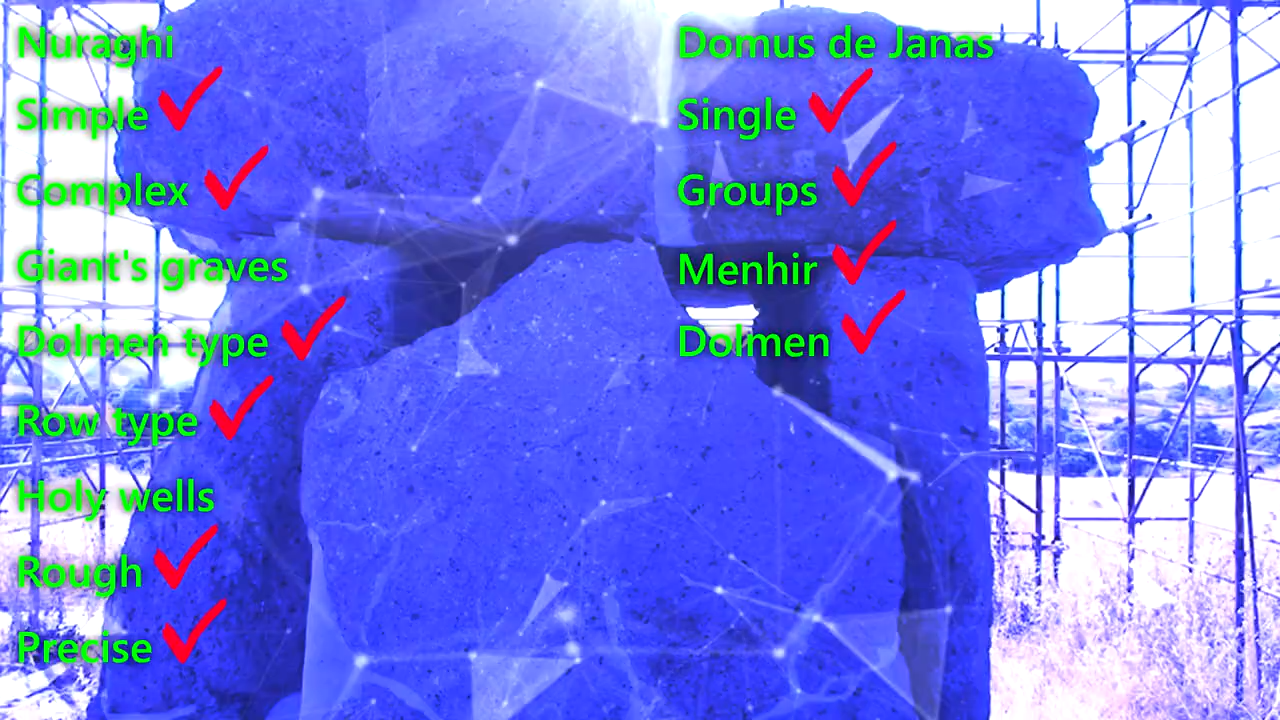 Nuraghi
Simple
Complex
Giant's graves
Dolmen type
Row type
Holy wells
Rough
Precise
Domus de Janas
Single
Groups
Menhir
Dolmen